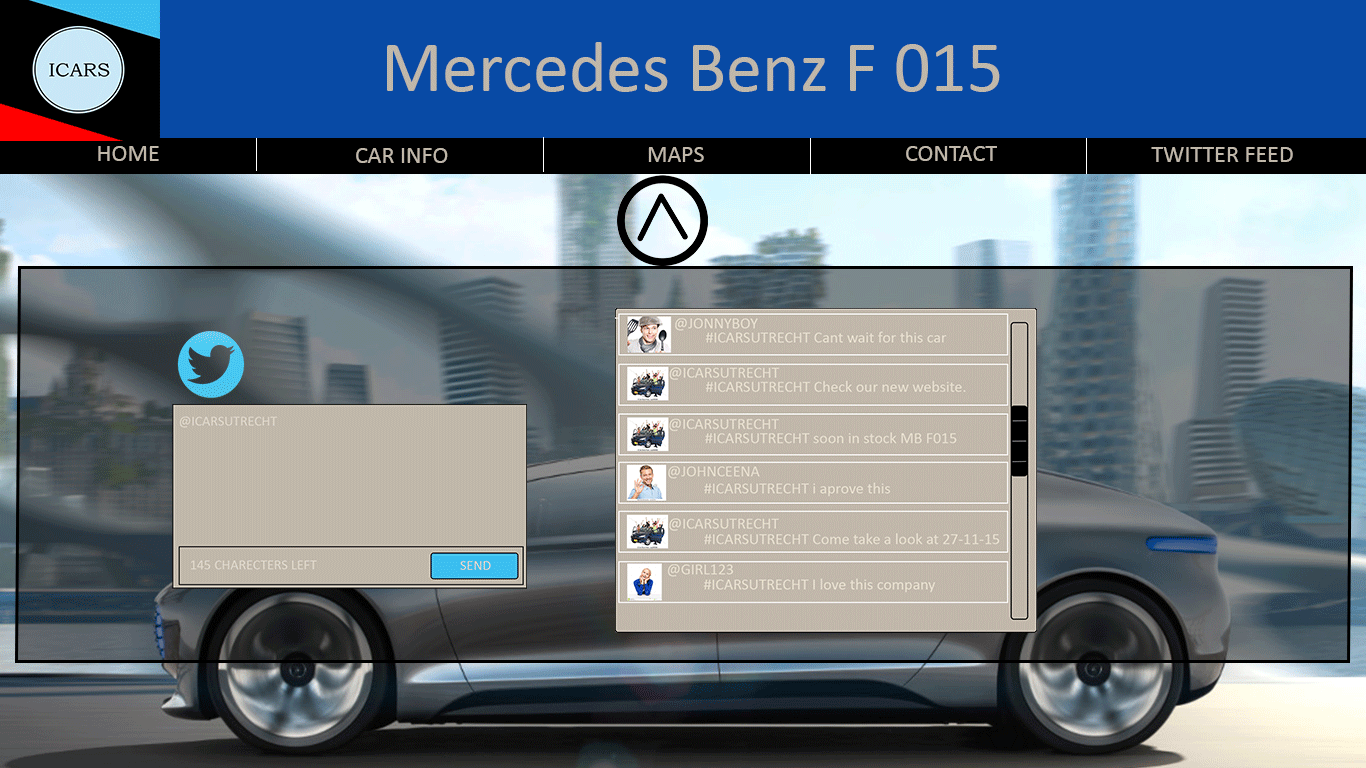 ICARS
Mercedes Benz F 015
HOME
CAR INFO
MAPS
CONTACT
TWITTER FEED
@ICARSUTRECHT
145 CHARECTERS LEFT
SEND
@JONNYBOY
#ICARSUTRECHT Cant wait for this car
@ICARSUTRECHT
#ICARSUTRECHT Check our new website.
@ICARSUTRECHT
#ICARSUTRECHT soon in stock MB F015
@JOHNCEENA
#ICARSUTRECHT i aprove this
@ICARSUTRECHT
#ICARSUTRECHT Come take a look at 27-11-15
@GIRL123
#ICARSUTRECHT I love this company